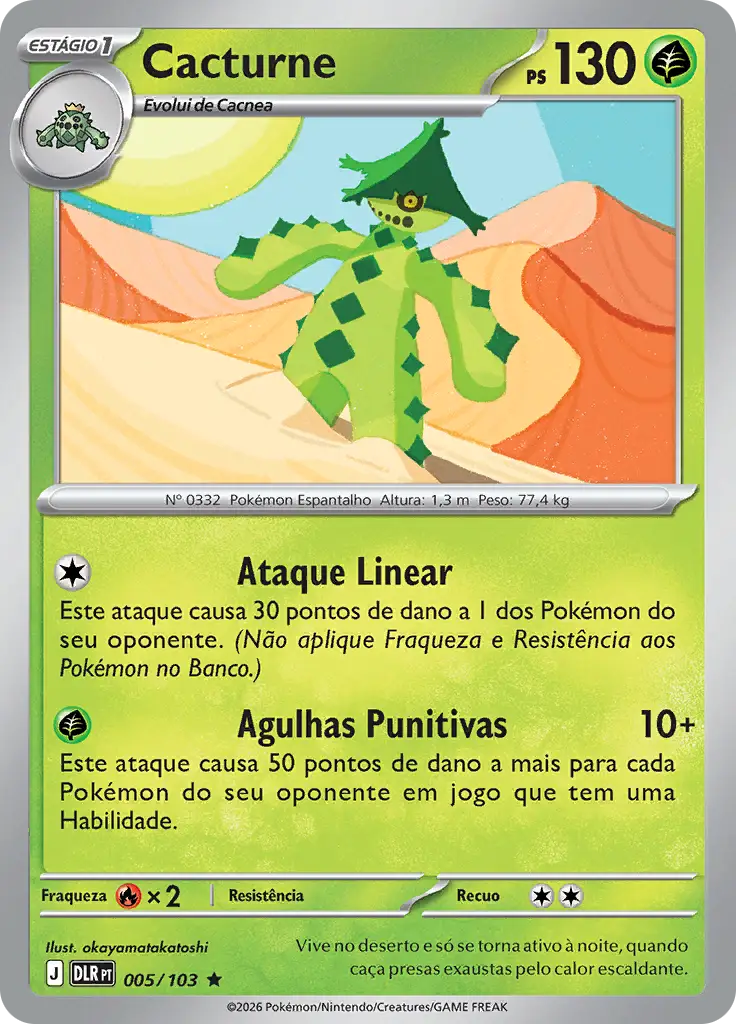 ESTÁGIO 1
Cacturne
PS 130
Evolui de Cacnea
Nº 0332 Pokémon Espantalho Altura: 1,3 m Peso: 77,4 kg
Ataque Linear
Este ataque causa 30 pontos de dano a 1 dos Pokémon do
seu oponente. (Não aplique Fraqueza e Resistência aos
Pokémon no Banco.)
Agulhas Punitivas 10+
Este ataque causa 50 pontos de dano a mais para cada
Pokémon do seu oponente em jogo que tem uma
Habilidade.
Fraqueza ×2 Resistência Recuo
Ilust. okayamatakatoshi
J DLR PT 005/103
Vive no deserto e só se torna ativo à noite, quando
caça presas exaustas pelo calor escaldante.
©2026 Pokémon/Nintendo/Creatures/GAME FREAK